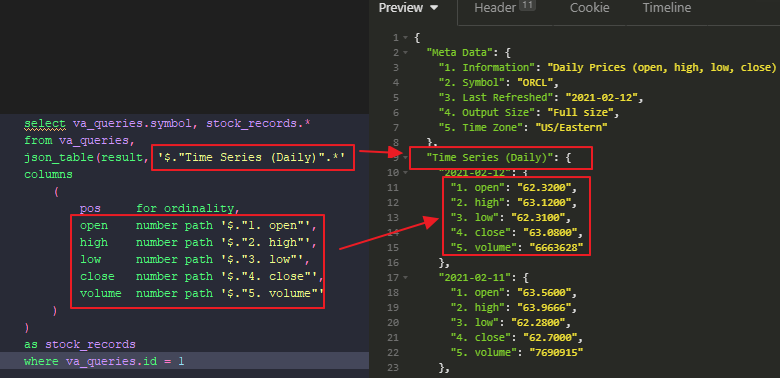 select va_queries.symbol, stock_records.*
from va_queries,
json_table(result, '$."Time Series (Daily)".*'
columns
(
pos for ordinality,
open number path '$."1. open"',
high number path '$."2. high"',
low number path '$."3. low"',
close number path '$."4. close"',
volume number path '$."5. volume"'
)
)
as stock_records
where va_queries.id = 1
Preview Header 11 Cookie Timeline
1 {
2 "Meta Data": {
3 "1. Information": "Daily Prices (open, high, low, close)
4 "2. Symbol": "ORCL",
5 "3. Last Refreshed": "2021-02-12",
6 "4. Output Size": "Full size",
7 "5. Time Zone": "US/Eastern"
8 },
9 "Time Series (Daily)": {
10 "2021-02-12": {
11 "1. open": "62.3200",
12 "2. high": "63.1200",
13 "3. low": "62.3100",
14 "4. close": "63.0800",
15 "5. volume": "6663628"
16 },
17 "2021-02-11": {
18 "1. open": "63.5600",
19 "2. high": "63.9666",
20 "3. low": "62.2800",
21 "4. close": "62.7000",
22 "5. volume": "7690915"
23 },